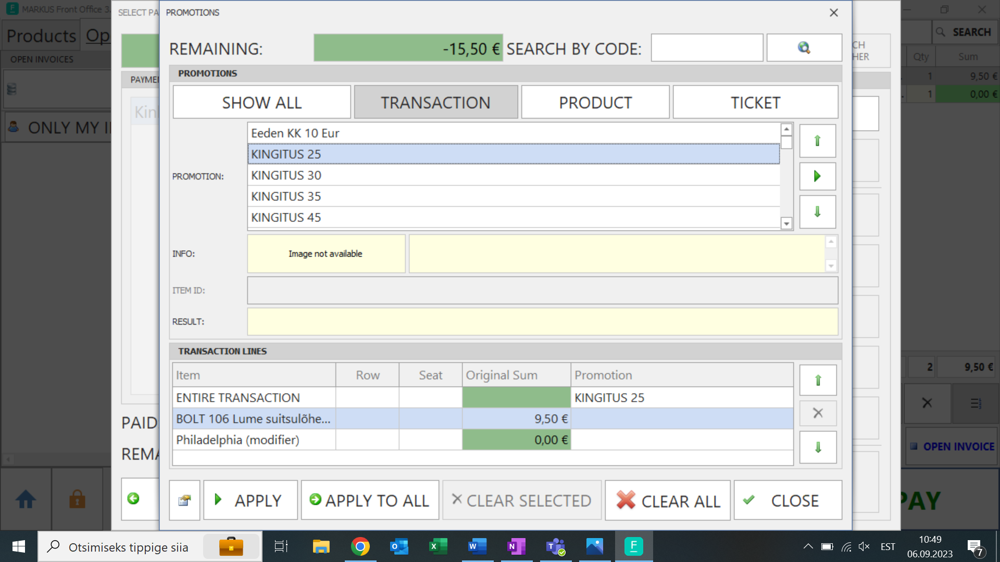 MARKUS Front Office 3.
SELECT PA
PROMOTIONS
Products
Op
SEARCH
REMAINING:
-15,50 €
SEARCH BY CODE:
CH
HER
OPEN INVOICES
Qty
Sum
PAYMEN
PROMOTIONS
1
9,50 €
1
0,00 €
SHOW ALL
TRANSACTION
PRODUCT
TICKET
ONLY MY I
PROMOTION:
Eeden KK 10 Eur
KINGITUS 25
KINGITUS 30
KINGITUS 35
KINGITUS 45
INFO:
Image not available
ITEM ID:
RESULT:
TRANSACTION LINES
Item
Row
Seat
Original Sum
Promotion
ENTIRE TRANSACTION
KINGITUS 25
BOLT 106 Lume suitsulõhe...
9,50 €
Philadelphia (modifier)
0,00 €
2
9,50 €
PAID
REMA
OPEN INVOICE
APPLY
APPLY TO ALL
CLEAR SELECTED
CLEAR ALL
CLOSE
PAY
Otsimiseks tippige siia
EST
10:49
06.09.2023
7